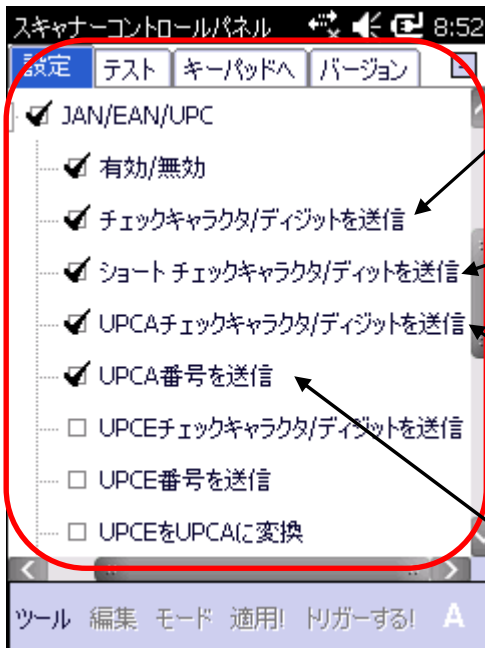 スキャナーコントロールパネル 8:52
設定 テスト キーパッドへ バージョン
JAN/EAN/UPC
有効/無効
チェックキャラクタ/ディジットを送信
ショート チェックキャラクタ/ディットを送信
UPCAチェックキャラクタ/ディジットを送信
UPCA番号を送信
UPCEチェックキャラクタ/ディジットを送信
UPCE番号を送信
UPCEをUPCAに変換
ツール 編集 モード 適用! トリガーする! A